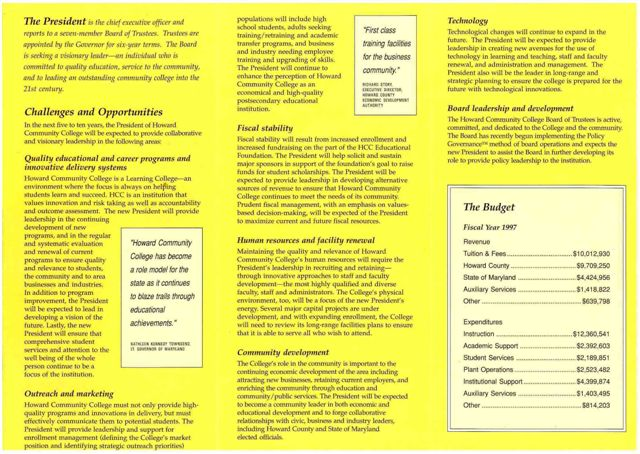 The President is the chief executive officer and
reports to a seven-member Board of Trustees. Trustees are
appointed by the Governor for six-year terms. The Board
is seeking a visionary leader—an individual who is
committed to quality education, service to the community,
and to leading an outstanding community college into the
21st century.
Challenges and Opportunities
In the next five to ten years, the President of Howard
Community College will be expected to provide collaborative
and visionary leadership in the following areas:
Quality educational and career programs and
innovative delivery systems
Howard Community College is a Learning College—an
environment where the focus is always on helping
students learn and succeed. HCC is an institution that
values innovation and risk taking as well as accountability
and outcome assessment. The new President will provide
leadership in the continuing
development of new
programs, and in the regular
and systematic evaluation
and renewal of current
programs to ensure quality
and relevance to students,
the community and to area
businesses and industries.
In addition to program
improvement, the President
will be expected to lead in
developing a vision of the
future. Lastly, the new
President will ensure that
comprehensive student
services and attention to the
well being of the whole
person continue to be a
focus of the institution.
"Howard Community
College has become
a role model for the
state as it continues
to blaze trails through
educational
achievements."
KATHLEEN KENNEDY TOWNSEND
LT. GOVERNOR OF MARYLAND
Outreach and marketing
Howard Community College must not only provide high-
quality programs and innovations in delivery, but must
effectively communicate them to potential students. The
President will provide leadership and support for
enrollment management (defining the College's market
position and identifying strategic outreach priorities)
populations will include high
school students, adults seeking
training/retraining and academic
transfer programs, and business
and industry needing employee
training and upgrading of skills.
The President will continue to
enhance the perception of Howard
Community College as an
economical and high-quality
postsecondary educational
institution.
"First class
training facilities
for the business
community."
RICHARD STORY,
EXECUTIVE DIRECTOR,
HOWARD COUNTY
ECONOMIC DEVELOPMENT
AUTHORITY
Fiscal stability
Fiscal stability will result from increased enrollment and
increased fundraising on the part of the HCC Educational
Foundation. The President will help solicit and sustain
major sponsors in support of the foundation's goal to raise
funds for student scholarships. The President will be
expected to provide leadership in developing alternative
sources of revenue to ensure that Howard Community
College continues to meet the needs of its community.
Prudent fiscal management, with an emphasis on values-
based decision-making, will be expected of the President
to maximize current and future fiscal resources.
Human resources and facility renewal
Maintaining the quality and relevance of Howard
Community College's human resources will require the
President's leadership in recruiting and retaining—
through innovative approaches to staff and faculty
development—the most highly qualified and diverse
faculty, staff and administrators. The College's physical
environment, too, will be a focus of the new President's
energy. Several major capital projects are under
development, and with expanding enrollment, the College
will need to review its long-range facilities plans to ensure
that it is able to serve all who wish to attend.
Community development
The College's role in the community is important to the
continuing economic development of the area including
attracting new businesses, retaining current employers, and
enriching the community through education and
community/public services. The President will be expected
to become a community leader in both economic and
educational development and to forge collaborative
relationships with civic, business and industry leaders,
including Howard County and State of Maryland
elected officials.
Technology
Technological changes will continue to expand in the
future. The President will be expected to provide
leadership in creating new avenues for the use of
technology in learning and teaching, staff and faculty
renewal, and administration and management. The
President also will be the leader in long-range and
strategic planning to ensure the college is prepared for the
future with technological innovations.
Board leadership and development
The Howard Community College Board of Trustees is active,
committed, and dedicated to the College and the community.
The Board has recently begun implementing the Policy
Governance™ method of board operations and expects the
new President to assist the Board in further developing its
role to provide policy leadership to the institution.
The Budget
Fiscal Year 1997
Revenue
Tuition & Fees $10,012,930
Howard County $9,709,250
State of Maryland $4,424,956
Auxiliary Services $1,418,822
Other $639,798
Expenditures
Instruction $12,360,541
Academic Support $2,392,603
Student Services $2,189,851
Plant Operations $2,523,482
Institutional Support $4,399,874
Auxiliary Services $1,403,495
Other $814,203